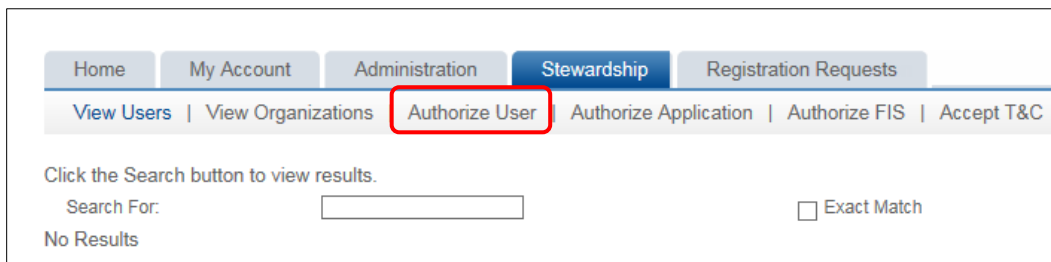 Home My Account Administration Stewardship Registration Requests
View Users | View Organizations | Authorize User | Authorize Application | Authorize FIS | Accept T&C
Click the Search button to view results.
Search For: Exact Match
No Results